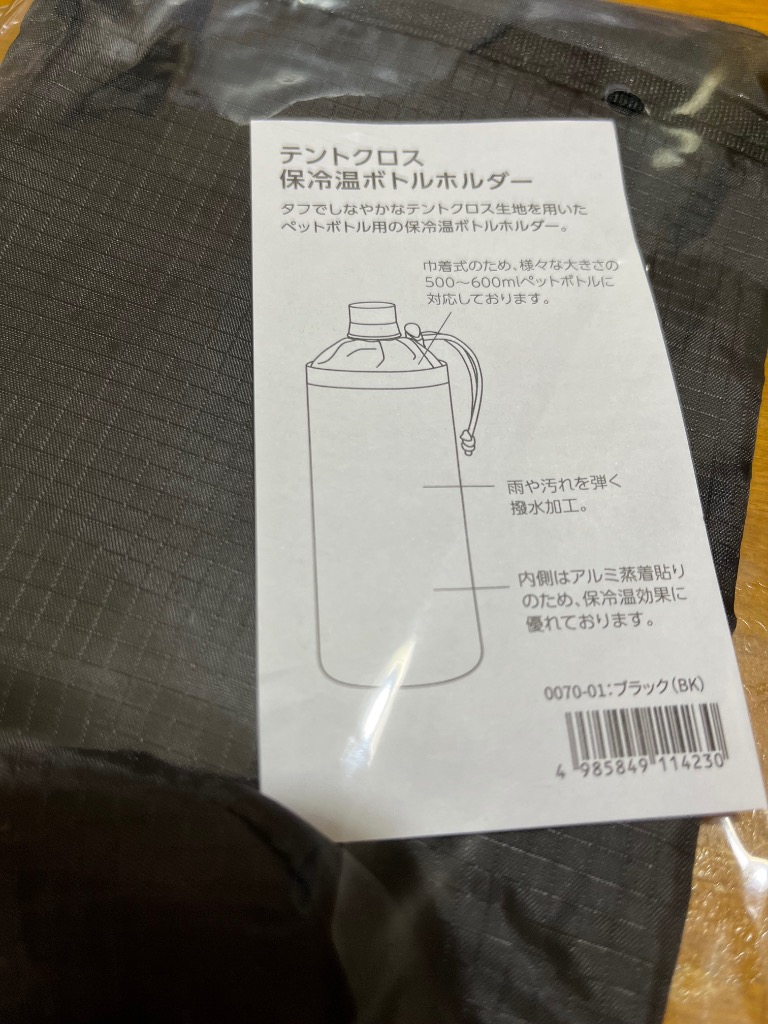 テントクロス
保冷温ボトルホルダー
タフでしなやかなテントクロス生地を用いた
ペットボトル用の保冷温ボトルホルダー。
巾着式のため、様々な大きさの
500～600mlペットボトルに
対応しております。
雨や汚れを弾く
撥水加工。
内側はアルミ蒸着貼り
のため、保冷温効果に
優れております。
0070-01：ブラック（BK）
4 985849 114230